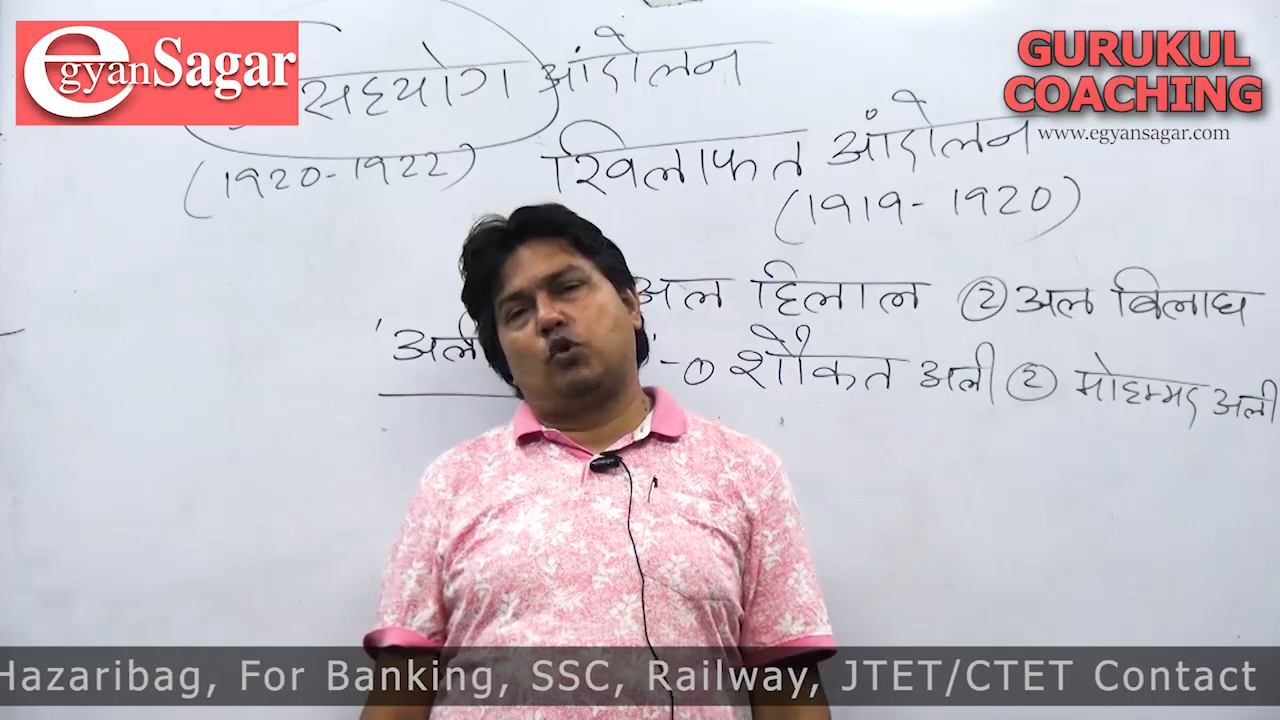 egyanSagar
GURUKUL
COACHING
www.egyansagar.com
सहयोग आंदोलन
(1920-1922)
खिलाफत आंदोलन
(1919-1920)
अल हिलाल ② अल बिलाघ
'अली '-① शौकत अली ② मोहम्मद अली
Hazaribag, For Banking, SSC, Railway, JTET/CTET Contact